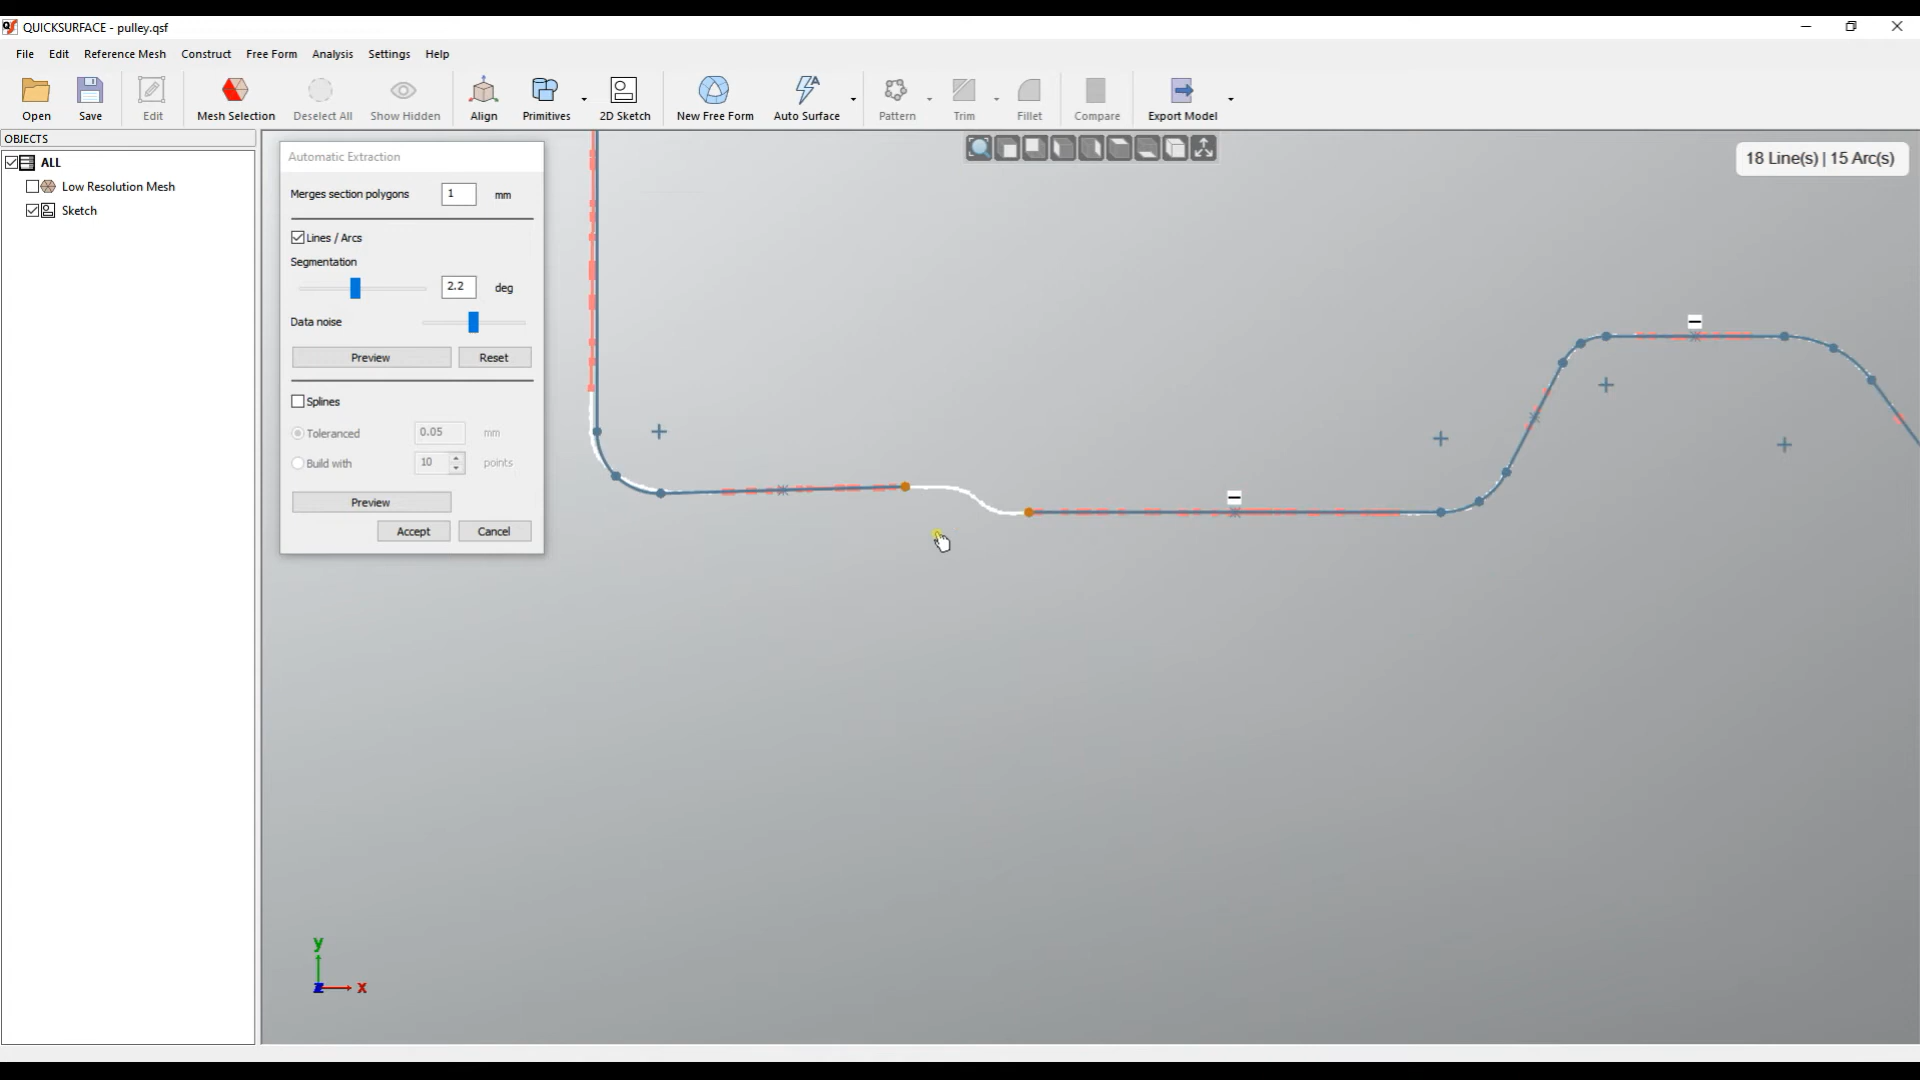 QUICKSURFACE - pulley.qsf
File Edit Reference Mesh Construct Free Form Analysis Settings Help
Open Save Edit Mesh Selection Deselect All Show Hidden Align Primitives 2D Sketch New Free Form Auto Surface Pattern Trim Fillet Compare Export Model
OBJECTS
ALL
Low Resolution Mesh
Sketch
Automatic Extraction
Merges section polygons 1 mm
Lines / Arcs
Segmentation
2.2 deg
Data noise
Preview Reset
Splines
Toleranced 0.05 mm
Build with 10 points
Preview
Accept Cancel
18 Line(s) | 15 Arc(s)
y
z x